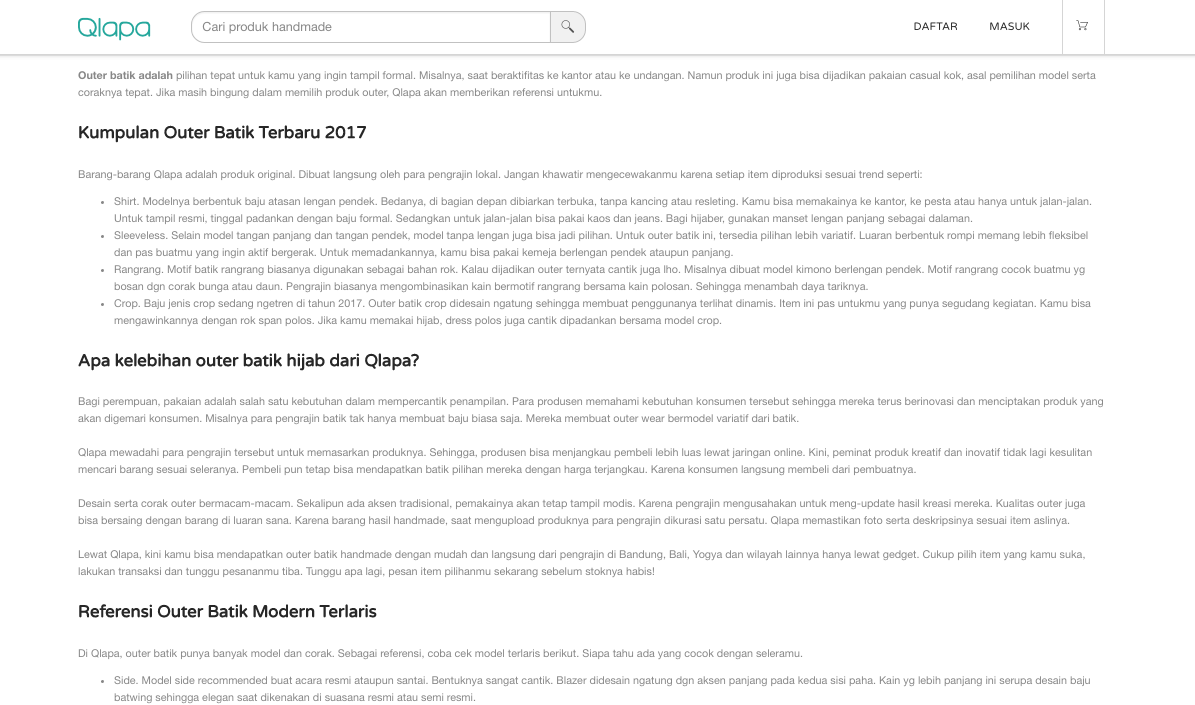 Qlapa
Cari produk handmade
DAFTAR
MASUK
Outer batik adalah pilihan tepat untuk kamu yang ingin tampil formal. Misalnya, saat beraktifitas ke kantor atau ke undangan. Namun produk ini juga bisa dijadikan pakaian casual kok, asal pemilihan model serta
coraknya tepat. Jika masih bingung dalam memilih produk outer, Qlapa akan memberikan referensi untukmu.
Kumpulan Outer Batik Terbaru 2017
Barang-barang Qlapa adalah produk original. Dibuat langsung oleh para pengrajin lokal. Jangan khawatir mengecewakanmu karena setiap item diproduksi sesuai trend seperti:
• Shirt. Modelnya berbentuk baju atasan lengan pendek. Bedanya, di bagian depan dibiarkan terbuka, tanpa kancing atau resleting. Kamu bisa memakainya ke kantor, ke pesta atau hanya untuk jalan-jalan.
Untuk tampil resmi, tinggal padankan dengan baju formal. Sedangkan untuk jalan-jalan bisa pakai kaos dan jeans. Bagi hijaber, gunakan manset lengan panjang sebagai dalaman.
• Sleeveless. Selain model tangan panjang dan tangan pendek, model tanpa lengan juga bisa jadi pilihan. Untuk outer batik ini, tersedia pilihan lebih variatif. Luaran berbentuk rompi memang lebih fleksibel
dan pas buatmu yang ingin aktif bergerak. Untuk memadankannya, kamu bisa pakai kemeja berlengan pendek ataupun panjang.
• Rangrang. Motif batik rangrang biasanya digunakan sebagai bahan rok. Kalau dijadikan outer ternyata cantik juga lho. Misalnya dibuat model kimono berlengan pendek. Motif rangrang cocok buatmu yg
bosan dgn corak bunga atau daun. Pengrajin biasanya mengombinasikan kain bermotif rangrang bersama kain polosan. Sehingga menambah daya tariknya.
• Crop. Baju jenis crop sedang ngetren di tahun 2017. Outer batik crop didesain ngatung sehingga membuat penggunanya terlihat dinamis. Item ini pas untukmu yang punya segudang kegiatan. Kamu bisa
mengawinkannya dengan rok span polos. Jika kamu memakai hijab, dress polos juga cantik dipadankan bersama model crop.
Apa kelebihan outer batik hijab dari Qlapa?
Bagi perempuan, pakaian adalah salah satu kebutuhan dalam mempercantik penampilan. Para produsen memahami kebutuhan konsumen tersebut sehingga mereka terus berinovasi dan menciptakan produk yang
akan digemari konsumen. Misalnya para pengrajin batik tak hanya membuat baju biasa saja. Mereka membuat outer wear bermodel variatif dari batik.
Qlapa mewadahi para pengrajin tersebut untuk memasarkan produknya. Sehingga, produsen bisa menjangkau pembeli lebih luas lewat jaringan online. Kini, peminat produk kreatif dan inovatif tidak lagi kesulitan
mencari barang sesuai seleranya. Pembeli pun tetap bisa mendapatkan batik pilihan mereka dengan harga terjangkau. Karena konsumen langsung membeli dari pembuatnya.
Desain serta corak outer bermacam-macam. Sekalipun ada aksen tradisional, pemakainya akan tetap tampil modis. Karena pengrajin mengusahakan untuk meng-update hasil kreasi mereka. Kualitas outer juga
bisa bersaing dengan barang di luaran sana. Karena barang hasil handmade, saat mengupload produknya para pengrajin dikurasi satu persatu. Qlapa memastikan foto serta deskripsinya sesuai item aslinya.
Lewat Qlapa, kini kamu bisa mendapatkan outer batik handmade dengan mudah dan langsung dari pengrajin di Bandung, Bali, Yogya dan wilayah lainnya hanya lewat gedget. Cukup pilih item yang kamu suka,
lakukan transaksi dan tunggu pesananmu tiba. Tunggu apa lagi, pesan item pilihanmu sekarang sebelum stoknya habis!
Referensi Outer Batik Modern Terlaris
Di Qlapa, outer batik punya banyak model dan corak. Sebagai referensi, coba cek model terlaris berikut. Siapa tahu ada yang cocok dengan seleramu.
• Side. Model side recommended buat acara resmi ataupun santai. Bentuknya sangat cantik. Blazer didesain ngatung dgn aksen panjang pada kedua sisi paha. Kain yg lebih panjang ini serupa desain baju
batwing sehingga elegan saat dikenakan di suasana resmi atau semi resmi.